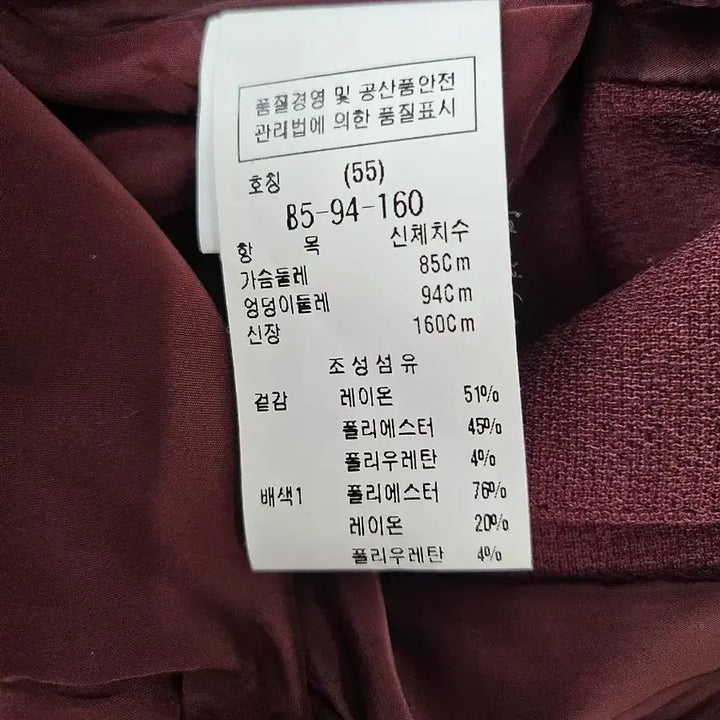 품질경영 및 공산품안전
관리법에 의한 품질표시
호칭 (55)
85-94-160
항 목 신체치수
가슴둘레 85Cm
엉덩이둘레 94Cm
신장 160Cm
조성섬유
겉감 레이온 51%
폴리에스터 45%
폴리우레탄 4%
배색1 폴리에스터 76%
레이온 20%
폴리우레탄 4%